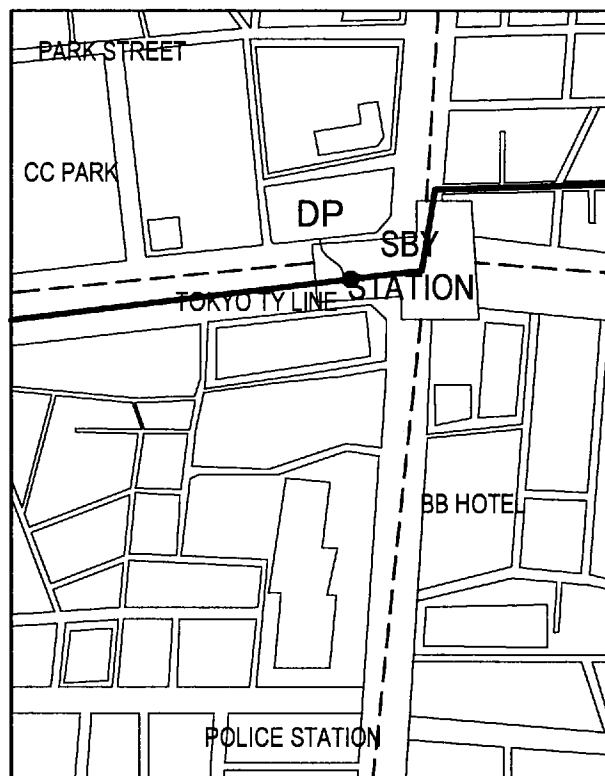 PARK STREET
CC PARK
DP
SBY
STATION
TOKYO TY LINE
BB HOTEL
POLICE STATION